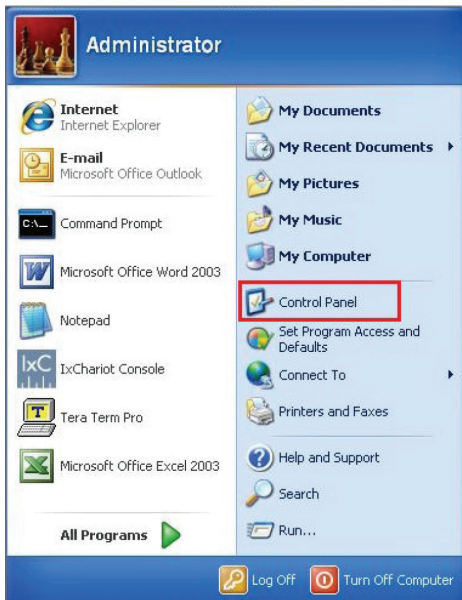 Administrator
Internet
Internet Explorer
E-mail
Microsoft Office Outlook
C:\_
Command Prompt
W
Microsoft Office Word 2003
Notepad
IxC
IxChariot Console
T
Tera Term Pro
X
Microsoft Office Excel 2003
All Programs
My Documents
My Recent Documents
My Pictures
My Music
My Computer
Control Panel
Set Program Access and
Defaults
Connect To
Printers and Faxes
?
Help and Support
Search
Run...
Log Off
Turn Off Computer